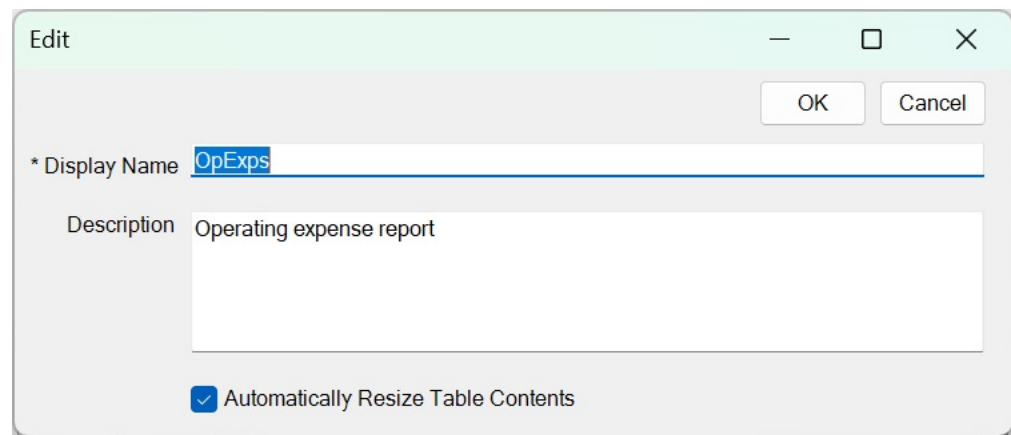 Edit
OK Cancel
* Display Name OpExps
Description Operating expense report
Automatically Resize Table Contents